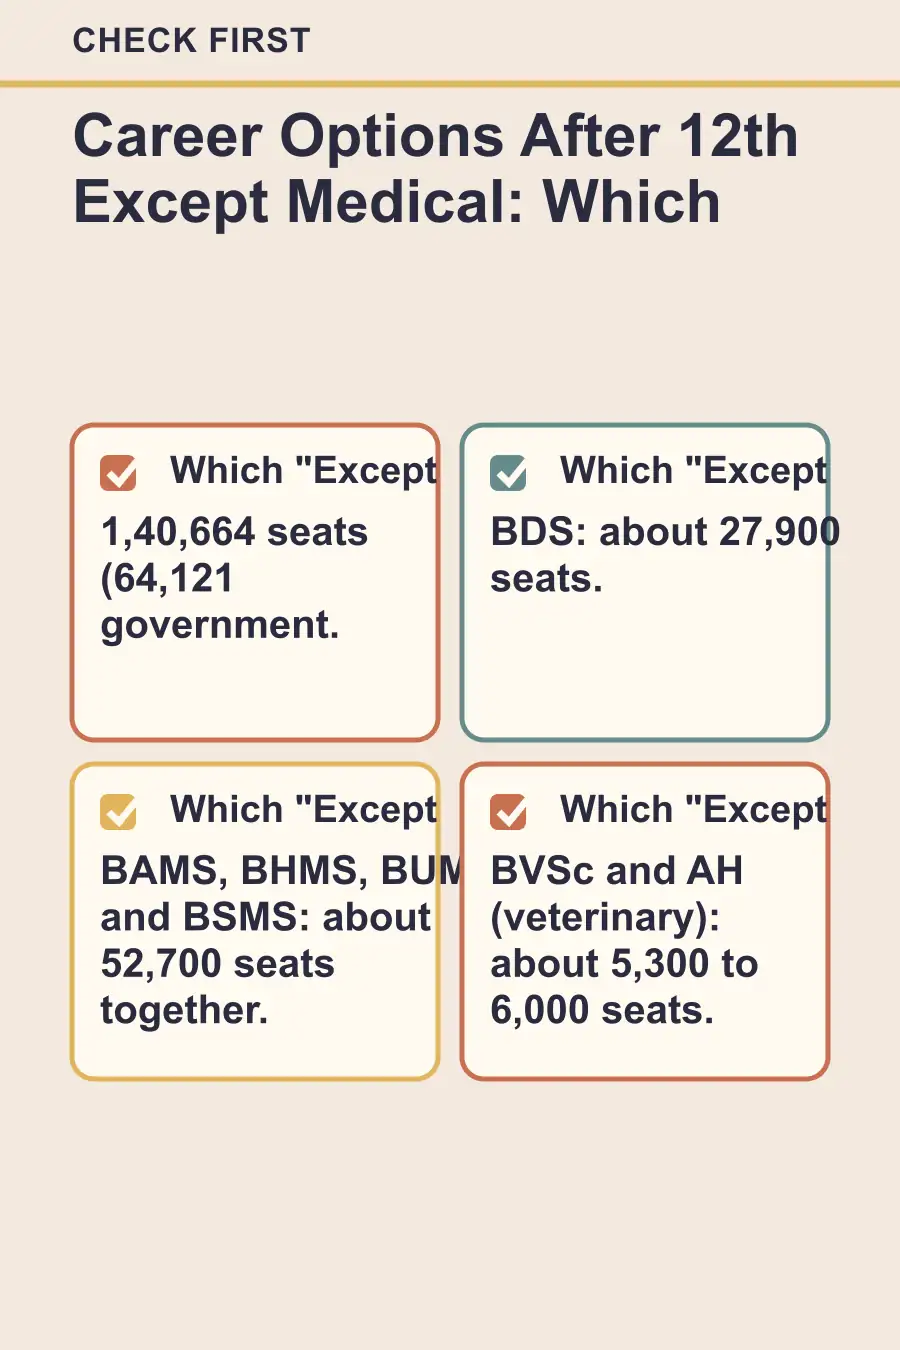 CHECK FIRST
Career Options After 12th
Except Medical: Which
Which "Except
1,40,664 seats
(64,121
government.
Which "Except
BDS: about 27,900
seats.
Which "Except
BAMS, BHMS, BUM
and BSMS: about
52,700 seats
together.
Which "Except
BVSc and AH
(veterinary):
about 5,300 to
6,000 seats.